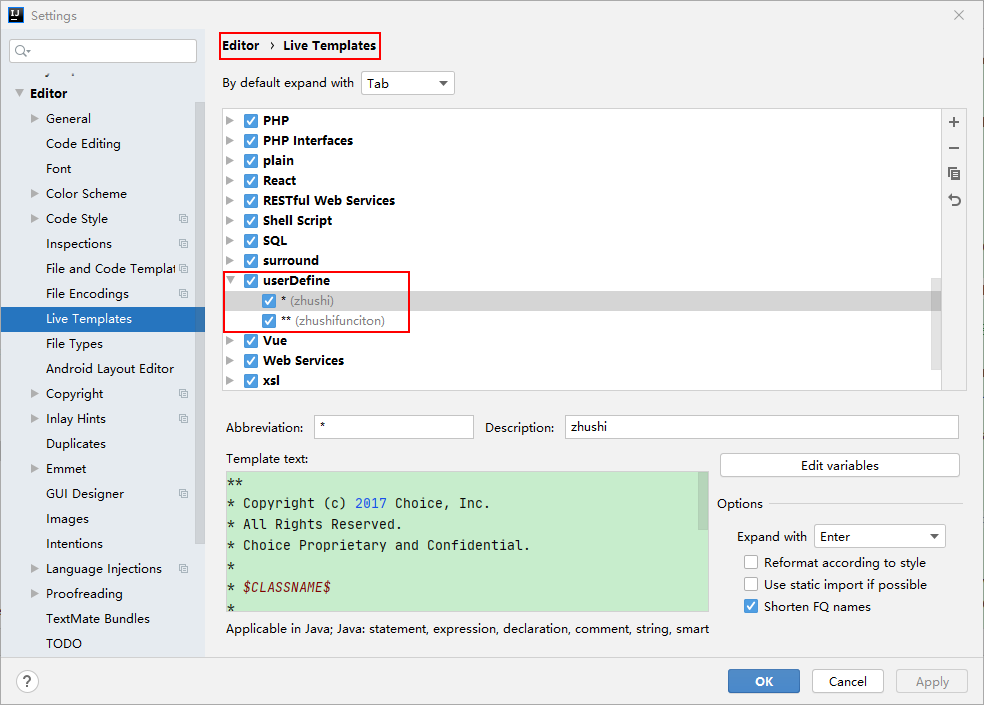 Settings
Editor › Live Templates
By default expand with Tab
Editor
General
Code Editing
Font
Color Scheme
Code Style
Inspections
File and Code Templat
File Encodings
Live Templates
File Types
Android Layout Editor
Copyright
Inlay Hints
Duplicates
Emmet
GUI Designer
Images
Intentions
Language Injections
Proofreading
TextMate Bundles
TODO
PHP
PHP Interfaces
plain
React
RESTful Web Services
Shell Script
SQL
surround
userDefine
* (zhushi)
** (zhushifunciton)
Vue
Web Services
xsl
Abbreviation: * Description: zhushi
Template text:
**
* Copyright (c) 2017 Choice, Inc.
* All Rights Reserved.
* Choice Proprietary and Confidential.
*
* $CLASSNAME$
*
Applicable in Java; Java: statement, expression, declaration, comment, string, smart
Edit variables
Options
Expand with Enter
Reformat according to style
Use static import if possible
Shorten FQ names
? OK Cancel Apply